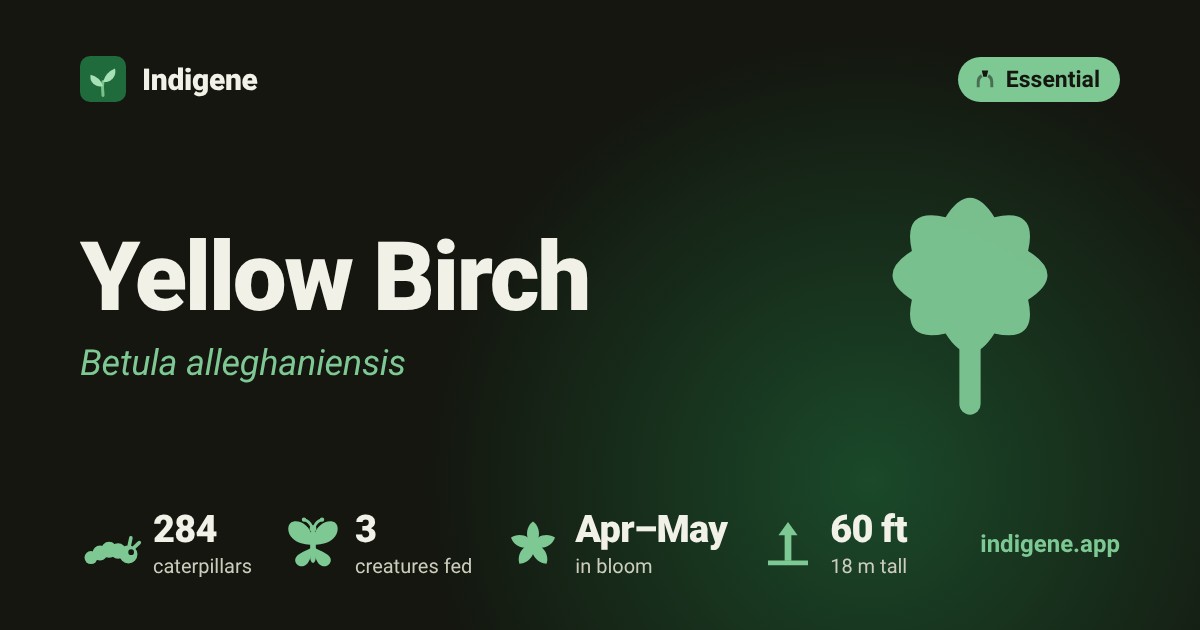 Indigene
Essential
Yellow Birch
Betula alleghaniensis
284
caterpillars
3
creatures fed
Apr–May
in bloom
60 ft
18 m tall
indigene.app